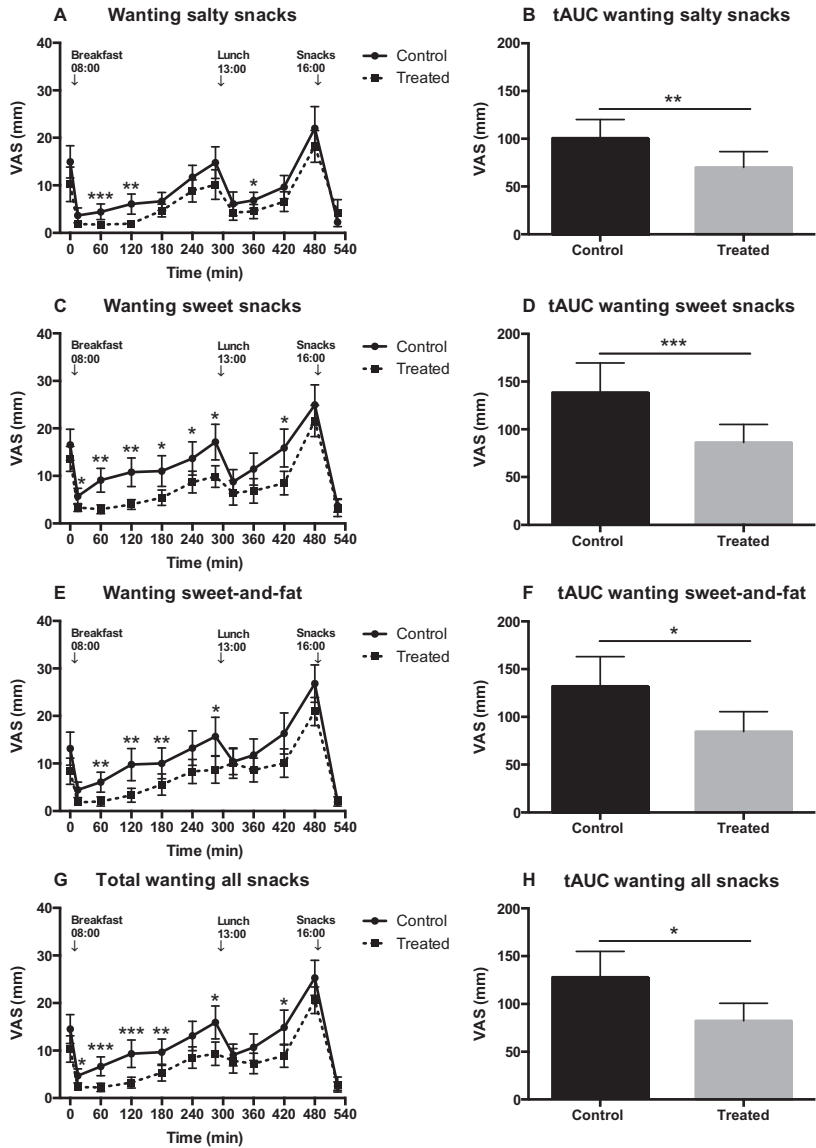 A Wanting salty snacks
40
30
20
10
0
VAS (mm)
Breakfast
08:00
↓
Lunch
13:00
↓
Snacks
16:00
↓
Control
Treated
***
**
*
0 60 120 180 240 300 360 420 480 540
Time (min)
B tAUC wanting salty snacks
200
150
100
50
0
VAS (mm)
**
Control Treated
C Wanting sweet snacks
40
30
20
10
0
VAS (mm)
Breakfast
08:00
↓
Lunch
13:00
↓
Snacks
16:00
↓
Control
Treated
*
**
**
*
*
*
*
0 60 120 180 240 300 360 420 480 540
Time (min)
D tAUC wanting sweet snacks
200
150
100
50
0
VAS (mm)
***
Control Treated
E Wanting sweet-and-fat
40
30
20
10
0
VAS (mm)
Breakfast
08:00
↓
Lunch
13:00
↓
Snacks
16:00
↓
Control
Treated
**
**
**
*
0 60 120 180 240 300 360 420 480 540
Time (min)
F tAUC wanting sweet-and-fat
200
150
100
50
0
VAS (mm)
*
Control Treated
G Total wanting all snacks
40
30
20
10
0
VAS (mm)
Breakfast
08:00
↓
Lunch
13:00
↓
Snacks
16:00
↓
Control
Treated
*
***
***
**
*
*
0 60 120 180 240 300 360 420 480 540
Time (min)
H tAUC wanting all snacks
200
150
100
50
0
VAS (mm)
*
Control Treated